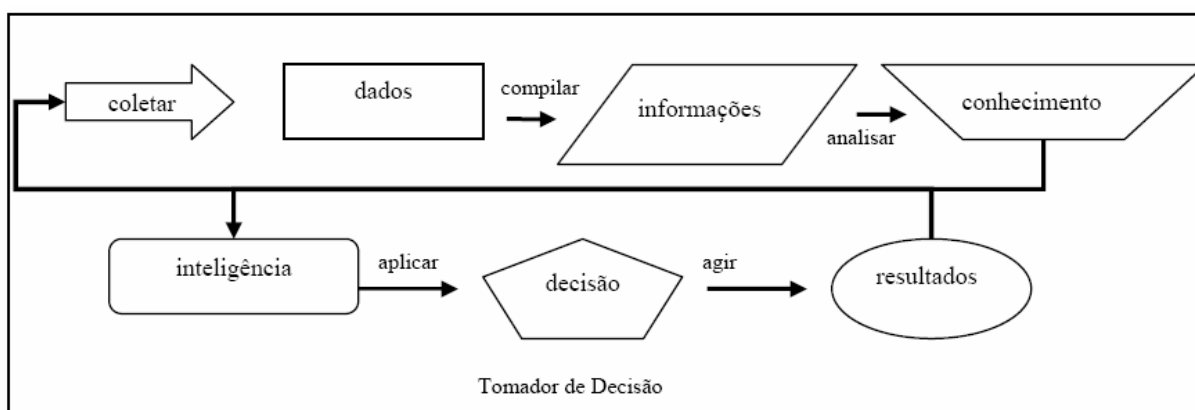 coletar
dados
compilar
informações
analisar
conhecimento
inteligência
aplicar
decisão
agir
resultados
Tomador de Decisão